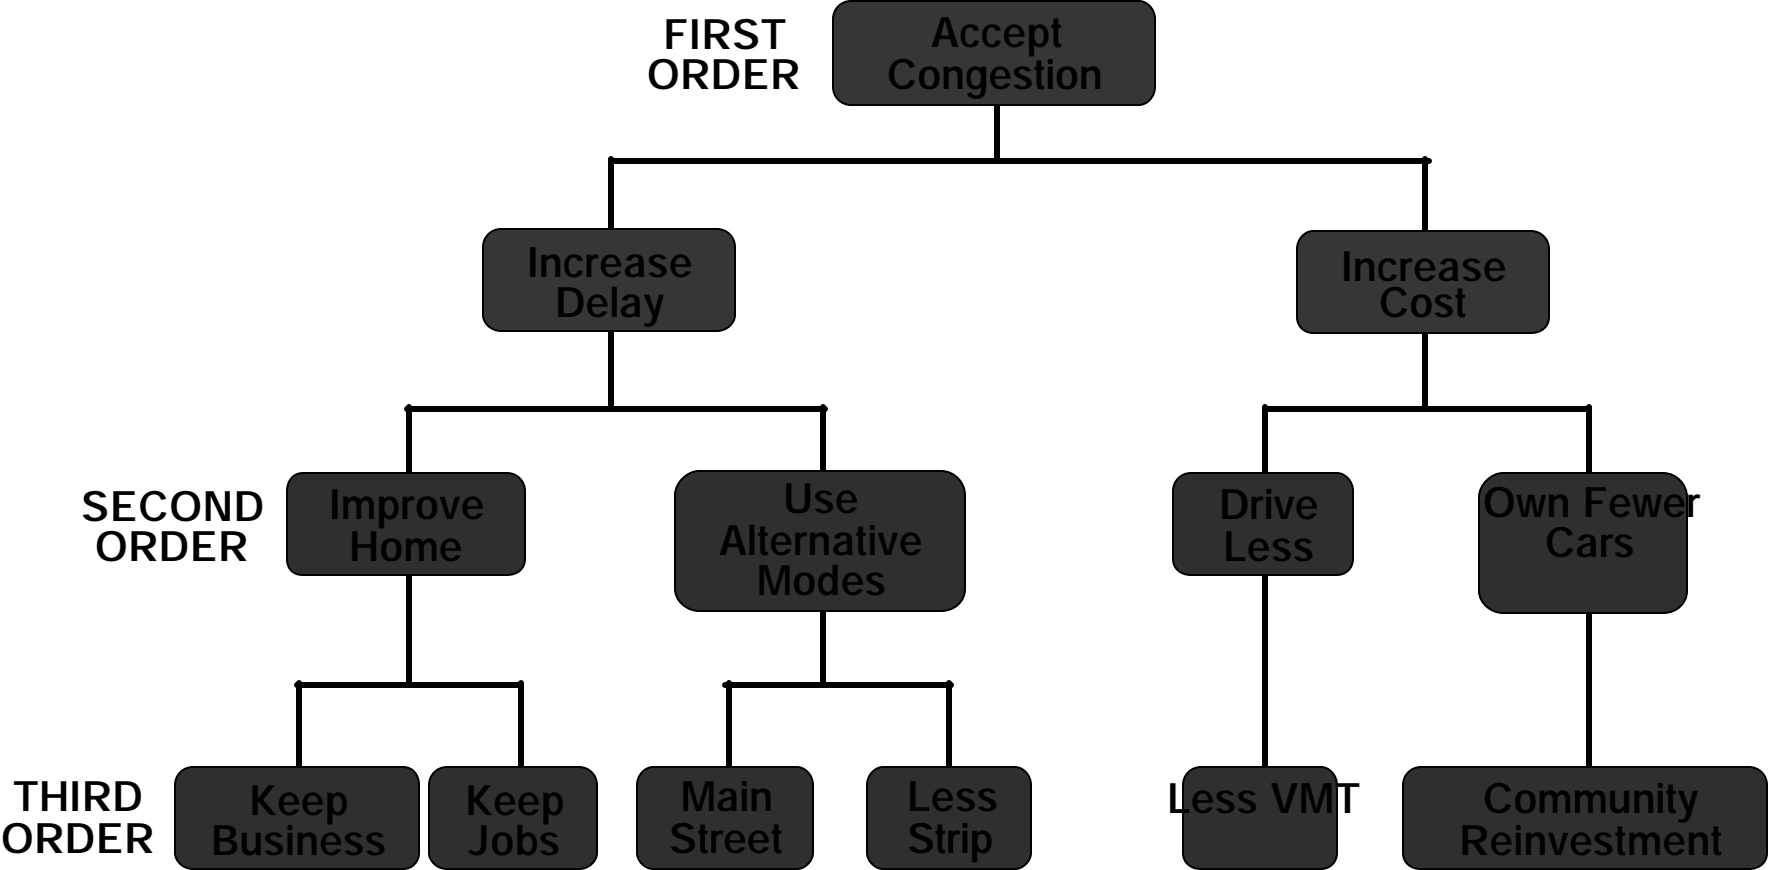 FIRST
ORDER
Accept
Congestion
Increase
Delay
Increase
Cost
SECOND
ORDER
Improve
Home
Use
Alternative
Modes
Drive
Less
Own Fewer
Cars
THIRD
ORDER
Keep
Business
Keep
Jobs
Main
Street
Less
Strip
Less VMT
Community
Reinvestment